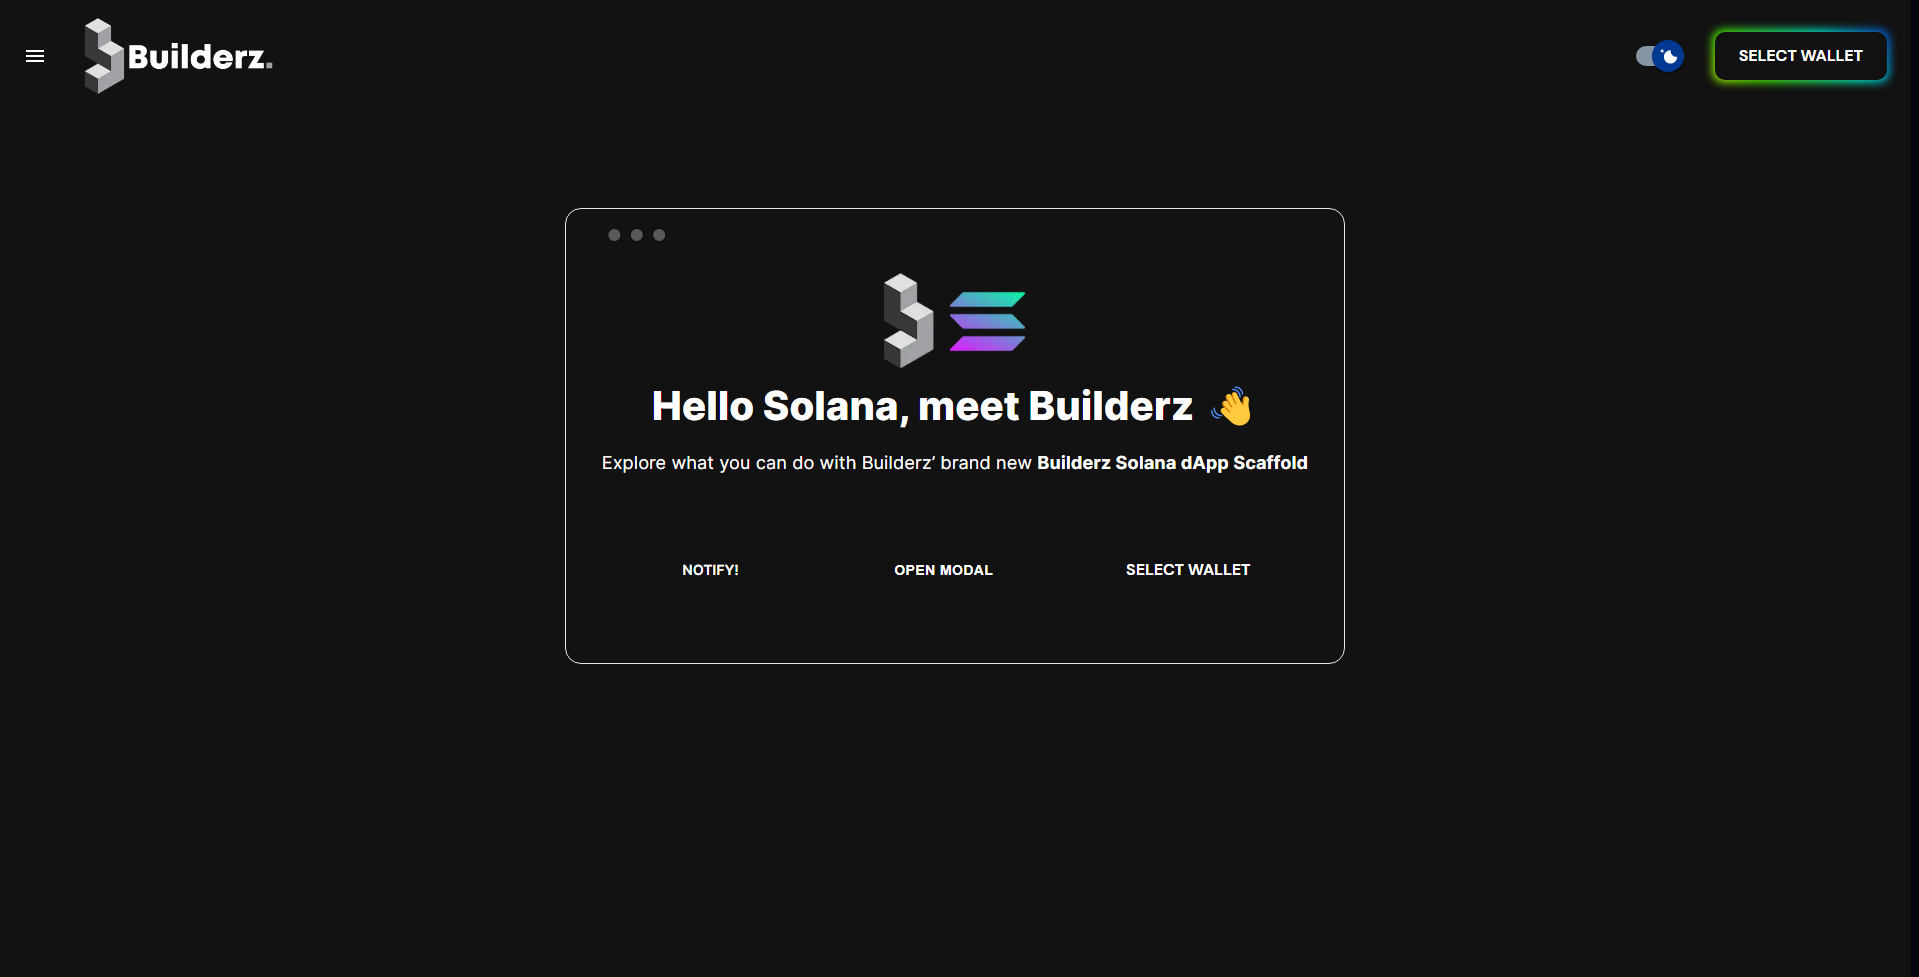 Builderz.
SELECT WALLET
Hello Solana, meet Builderz 👋
Explore what you can do with Builderz’ brand new Builderz Solana dApp Scaffold
NOTIFY!
OPEN MODAL
SELECT WALLET